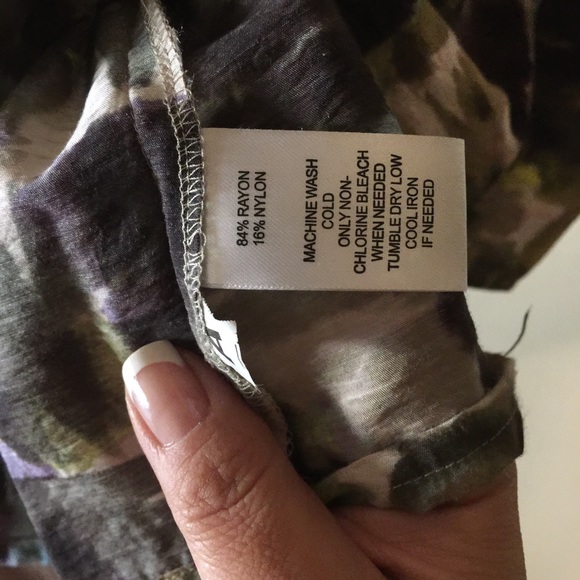 84% RAYON
16% NYLON
MACHINE WASH
COLD
ONLY NON-
CHLORINE BLEACH
WHEN NEEDED
TUMBLE DRY LOW
COOL IRON
IF NEEDED